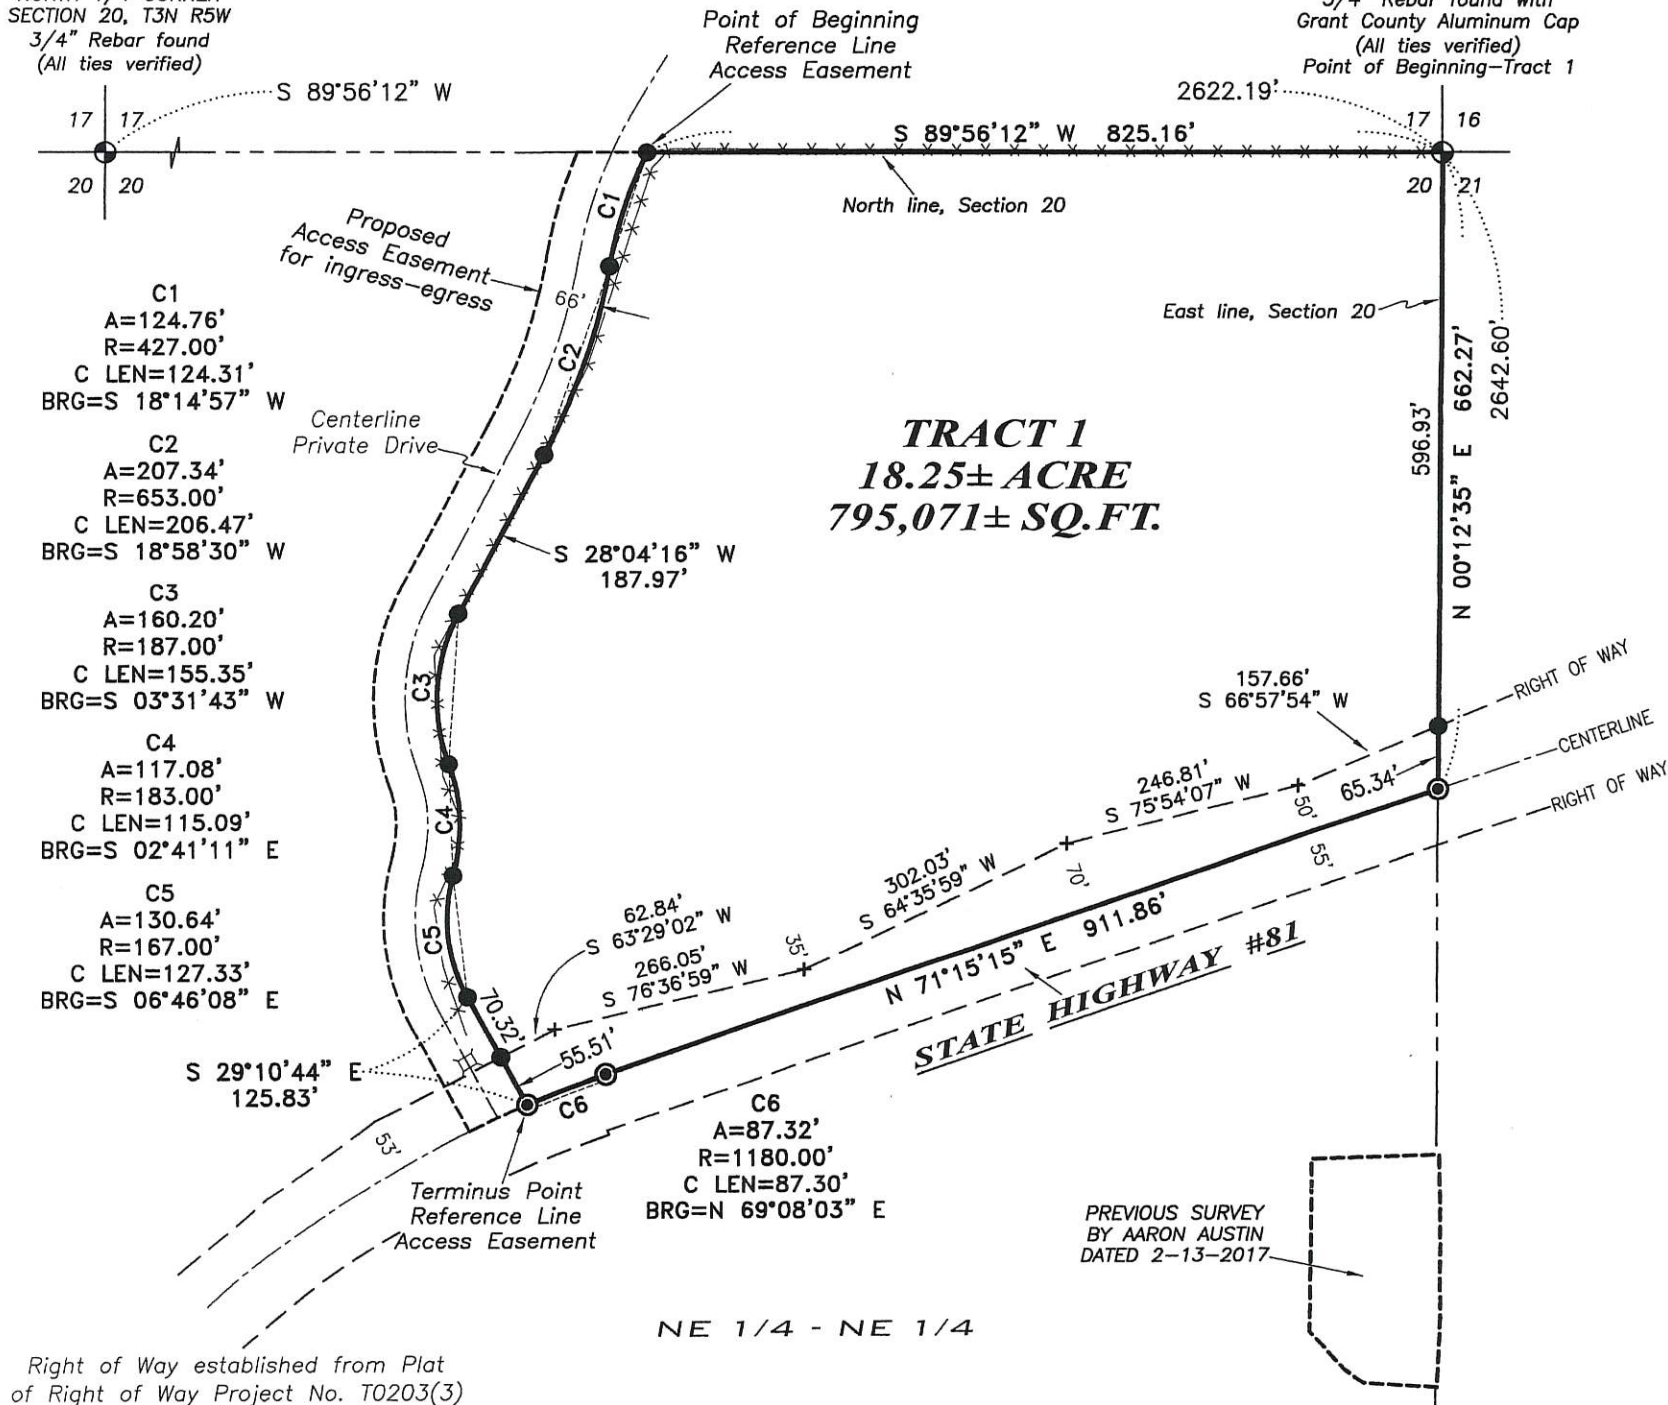 SECTION 20, T3N R5W
3/4" Rebar found
(All ties verified)
Point of Beginning
Reference Line
Access Easement
3/4" Rebar found with
Grant County Aluminum Cap
(All ties verified)
Point of Beginning-Tract 1
S 89°56'12" W
2622.19'
17 17
17 16
S 89°56'12" W 825.16'
20 20
20 21
North line, Section 20
C1
Proposed
Access Easement
for ingress-egress
66'
East line, Section 20
C1
A=124.76'
R=427.00'
C LEN=124.31'
BRG=S 18°14'57" W
C2
Centerline
Private Drive
N 00°12'35" E 662.27'
2642.60'
596.93'
TRACT 1
18.25± ACRE
795,071± SQ.FT.
C2
A=207.34'
R=653.00'
C LEN=206.47'
BRG=S 18°58'30" W
S 28°04'16" W
187.97'
C3
A=160.20'
R=187.00'
C LEN=155.35'
BRG=S 03°31'43" W
C3
157.66'
S 66°57'54" W
RIGHT OF WAY
CENTERLINE
RIGHT OF WAY
C4
A=117.08'
R=183.00'
C LEN=115.09'
BRG=S 02°41'11" E
C4
246.81'
S 75°54'07" W
50'
65.34'
55'
70'
302.03'
S 64°35'59" W
C5
A=130.64'
R=167.00'
C LEN=127.33'
BRG=S 06°46'08" E
C5
62.84'
S 63°29'02" W
266.05'
S 76°36'59" W
35'
N 71°15'15" E 911.86'
STATE HIGHWAY #81
70.32'
55.51'
S 29°10'44" E
125.83'
C6
53'
C6
A=87.32'
R=1180.00'
C LEN=87.30'
BRG=N 69°08'03" E
Terminus Point
Reference Line
Access Easement
PREVIOUS SURVEY
BY AARON AUSTIN
DATED 2-13-2017
NE 1/4 - NE 1/4
Right of Way established from Plat
of Right of Way Project No. T0203(3)